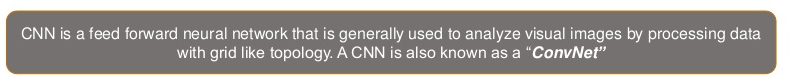 CNN is a feed forward neural network that is generally used to analyze visual images by processing data
with grid like topology. A CNN is also known as a “ConvNet”